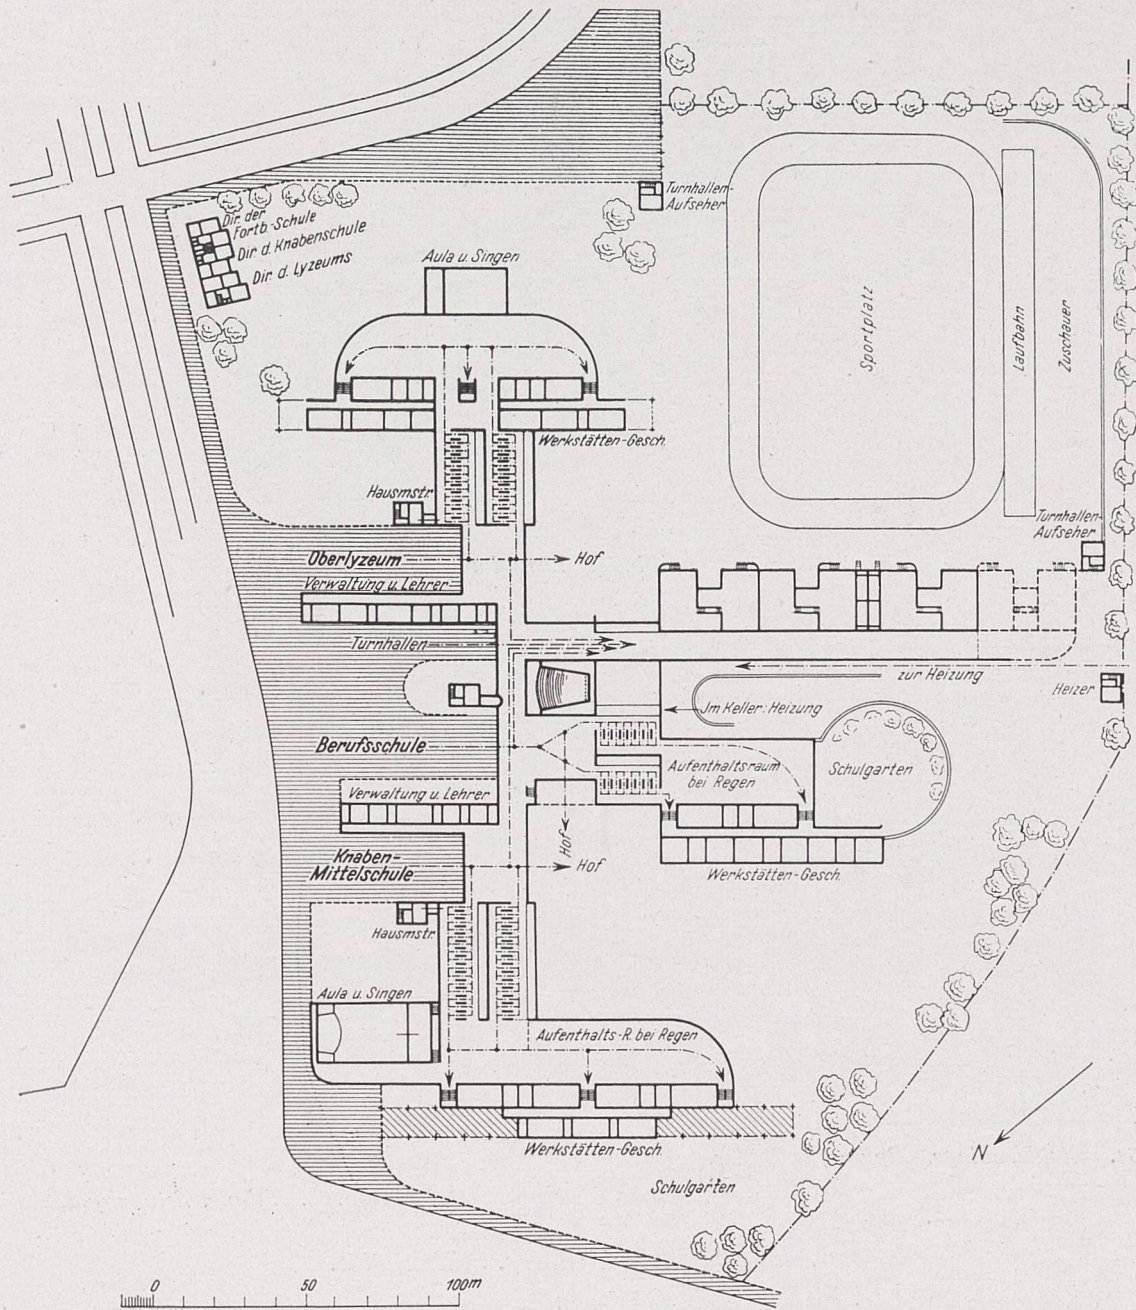 Turnhallen-
Aufseher
Dir. der
Fortb.-Schule
Dir. d. Knabenschule
Dir. d. Lyzeums
Aula u. Singen
Sportplatz
Laufbahn
Zuschauer
Werkstätten-Gesch.
Hausmstr.
Turnhallen-
Aufseher
Oberlyzeum
Hof
Verwaltung u. Lehrer
Turnhallen
zur Heizung
Heizer
Jm Keller: Heizung
Berufsschule
Aufenthaltsraum
bei Regen
Schulgarten
Verwaltung u. Lehrer
Hof
Knaben-
Mittelschule
Hof
Werkstätten-Gesch.
Hausmstr.
Aula u. Singen
Aufenthalts-R. bei Regen
Werkstätten-Gesch.
N
Schulgarten
0 50 100m